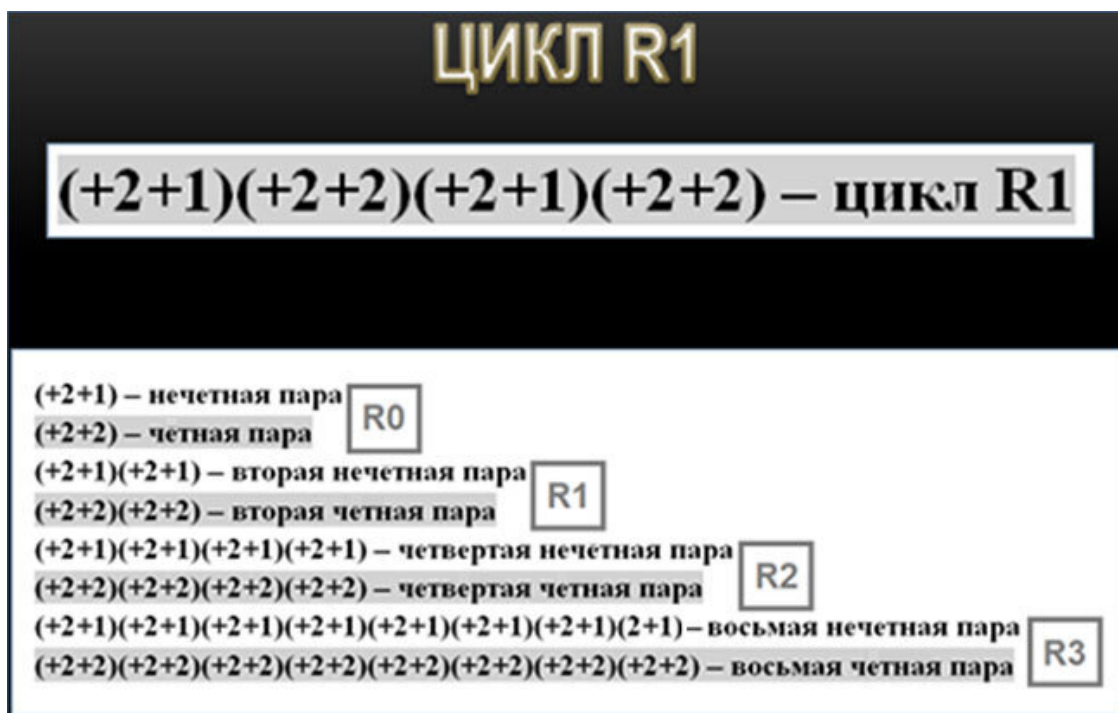 ЦИКЛ R1
(+2+1)(+2+2)(+2+1)(+2+2) – цикл R1
(+2+1) – нечетная пара
(+2+2) – четная пара
R0
(+2+1)(+2+1) – вторая нечетная пара
(+2+2)(+2+2) – вторая четная пара
R1
(+2+1)(+2+1)(+2+1)(+2+1) – четвертая нечетная пара
(+2+2)(+2+2)(+2+2)(+2+2) – четвертая четная пара
R2
(+2+1)(+2+1)(+2+1)(+2+1)(+2+1)(+2+1)(+2+1)(2+1) – восьмая нечетная пара
(+2+2)(+2+2)(+2+2)(+2+2)(+2+2)(+2+2)(+2+2)(+2+2) – восьмая четная пара
R3